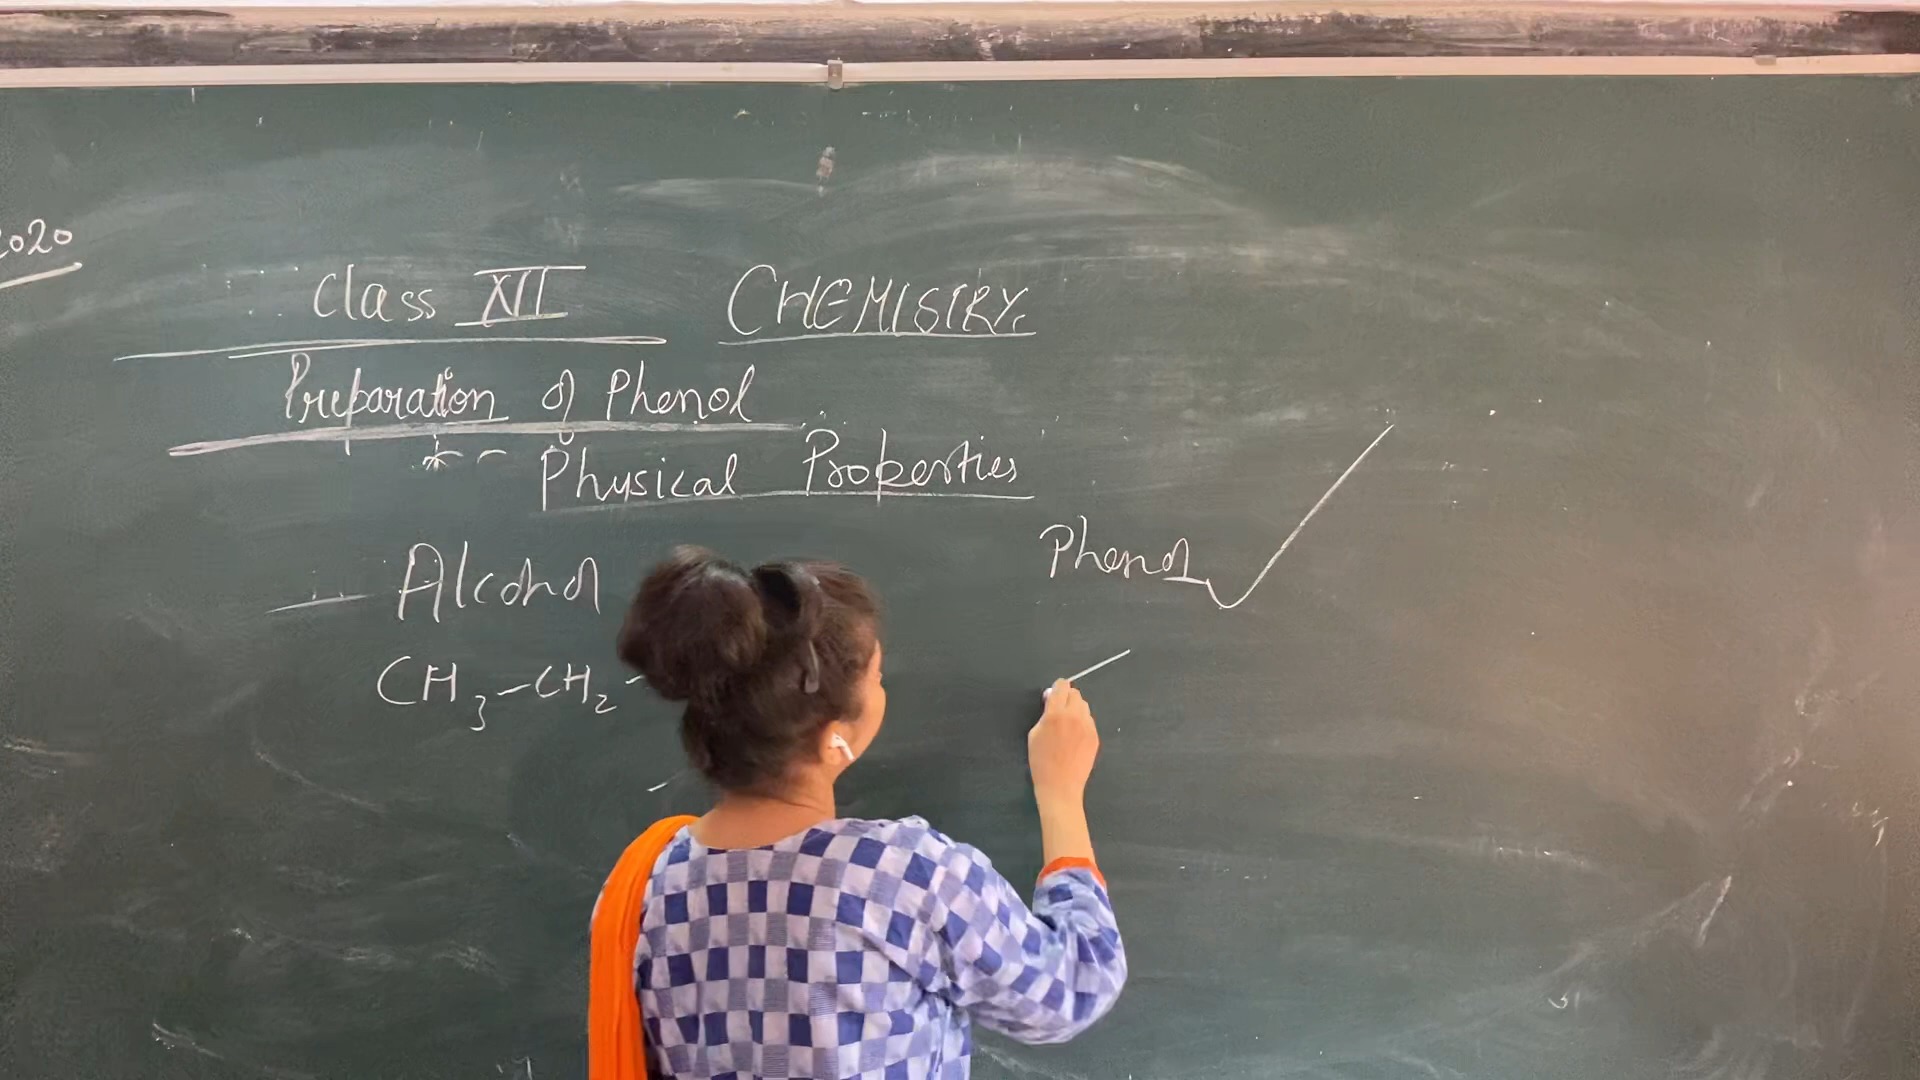 2020
Class XII CHEMISTRY
Preparation of Phenol
Physical Properties
Alcohol Phenol
CH3-CH2-